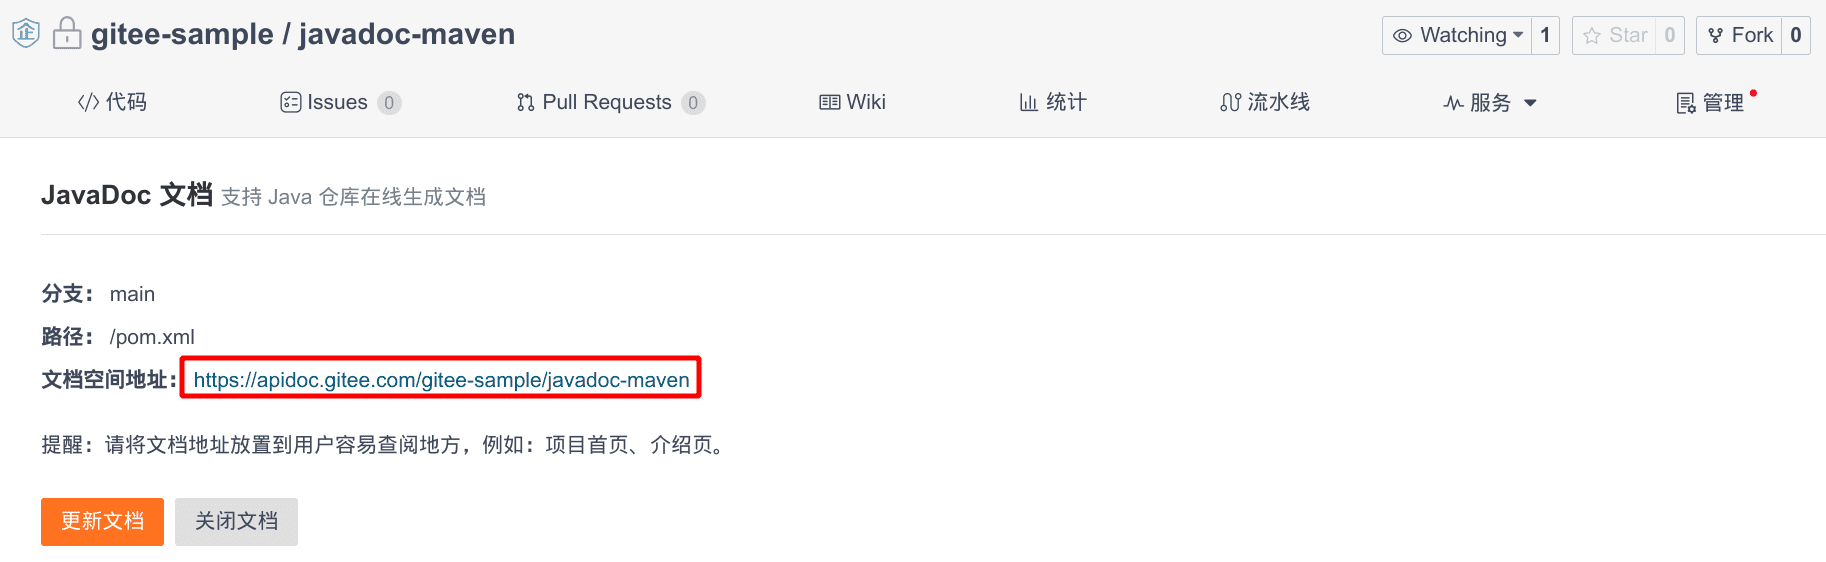 企 gitee-sample / javadoc-maven Watching 1 Star 0 Fork 0
代码 Issues 0 Pull Requests 0 Wiki 统计 流水线 服务 管理
JavaDoc 文档 支持 Java 仓库在线生成文档
分支： main
路径： /pom.xml
文档空间地址： https://apidoc.gitee.com/gitee-sample/javadoc-maven
提醒：请将文档地址放置到用户容易查阅地方，例如：项目首页、介绍页。
更新文档 关闭文档